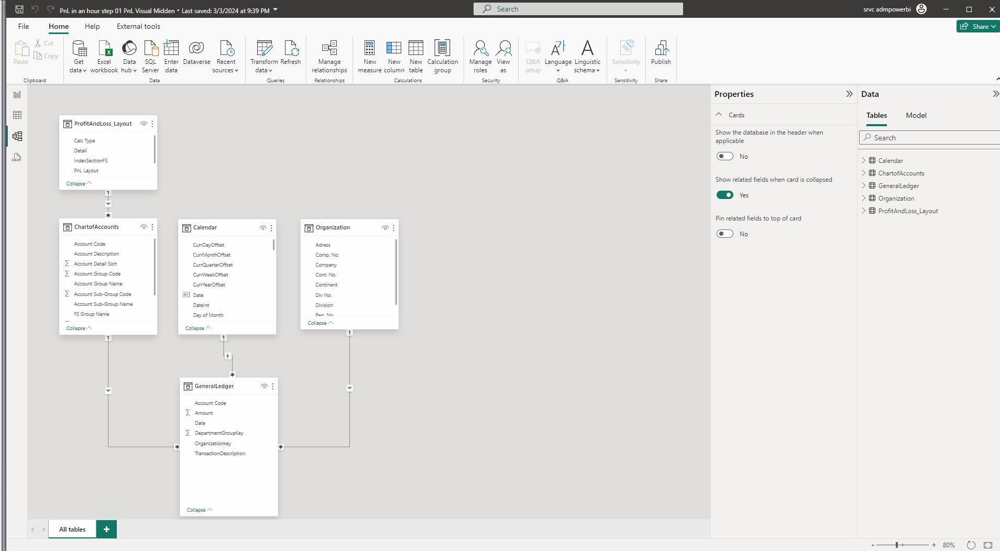 PnL in an hour step 01 PnL Visual Midden • Last saved: 3/3/2024 at 9:39 PM
Search
srvc admpowerbi
File
Home
Help
External tools
Share
Paste
Cut
Copy
Clipboard
Get data
Excel workbook
Data hub
SQL Server
Enter data
Dataverse
Recent sources
Data
Transform data
Refresh
Queries
Manage relationships
Relationships
New measure
New column
New table
Calculation group
Calculations
Manage roles
View as
Security
Q&A setup
Language
Linguistic schema
Q&A
Sensitivity
Sensitivity
Publish
Share
ProfitAndLoss_Layout
Calc Type
Detail
IndexSectionFS
PnL Layout
Collapse
1
*
ChartofAccounts
Account Code
Account Description
Account Detail Sort
Account Group Code
Account Group Name
Account Sub-Group Code
Account Sub-Group Name
FS Group Name
Collapse
1
Calendar
CurrDayOffset
CurrMonthOffset
CurrQuarterOffset
CurrWeekOffset
CurrYearOffset
Date
DateInt
Day of Month
Collapse
1
*
Organization
Adress
Comp. No.
Company
Cont. No.
Continent
Div No.
Division
Reg. No.
Collapse
1
GeneralLedger
Account Code
Amount
Date
DepartmentGroupKey
Organizationkey
TransactionDescription
Collapse
*
*
Properties
Cards
Show the database in the header when
applicable
No
Show related fields when card is collapsed
Yes
Pin related fields to top of card
No
Data
Tables
Model
Search
Calendar
ChartofAccounts
GeneralLedger
Organization
ProfitAndLoss_Layout
All tables
+
- + 80%